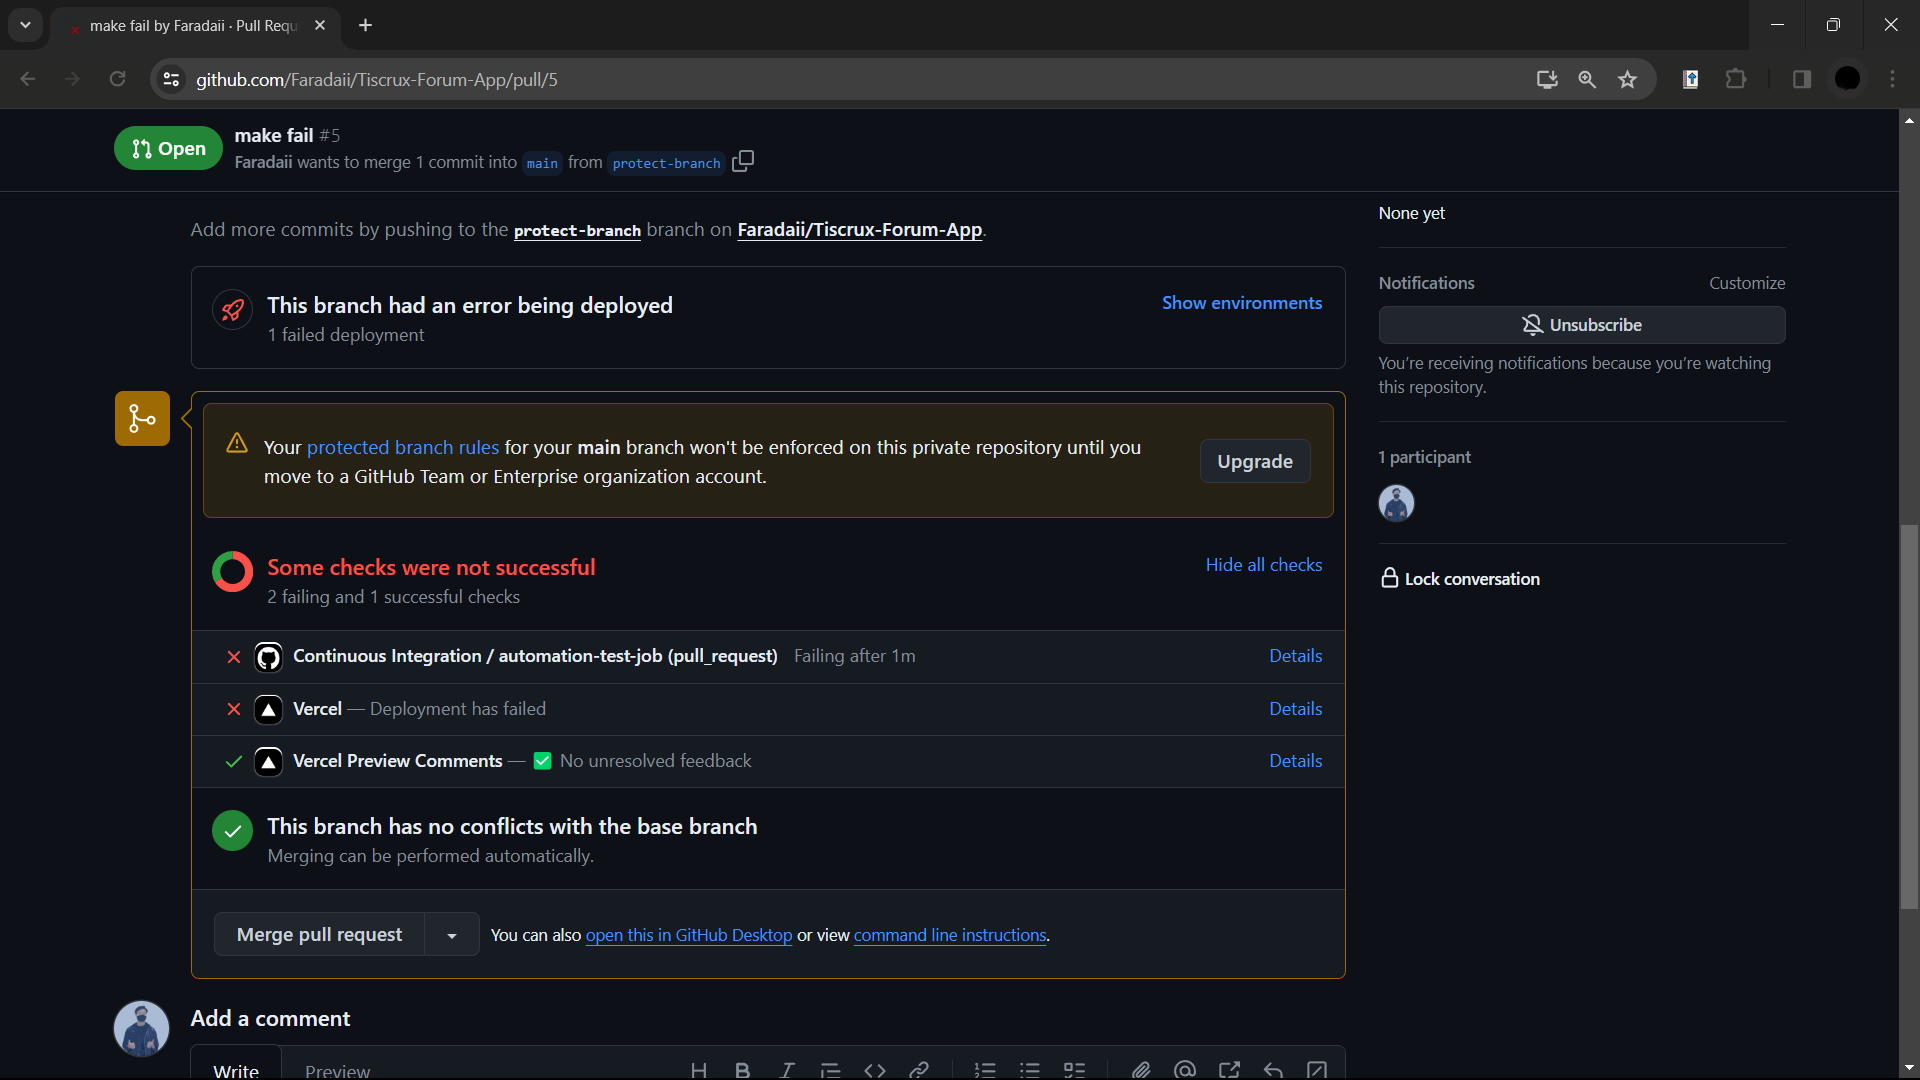 make fail by Faradaii · Pull Requ
github.com/Faradaii/Tiscrux-Forum-App/pull/5
Open
make fail #5
Faradaii wants to merge 1 commit into main from protect-branch
Add more commits by pushing to the protect-branch branch on Faradaii/Tiscrux-Forum-App.
This branch had an error being deployed
Show environments
1 failed deployment
Your protected branch rules for your main branch won't be enforced on this private repository until you
move to a GitHub Team or Enterprise organization account.
Upgrade
Some checks were not successful
Hide all checks
2 failing and 1 successful checks
Continuous Integration / automation-test-job (pull_request) Failing after 1m
Details
Vercel — Deployment has failed
Details
Vercel Preview Comments — ✅ No unresolved feedback
Details
This branch has no conflicts with the base branch
Merging can be performed automatically.
Merge pull request
You can also open this in GitHub Desktop or view command line instructions.
Add a comment
Write
Preview
None yet
Notifications
Customize
Unsubscribe
You're receiving notifications because you're watching
this repository.
1 participant
Lock conversation